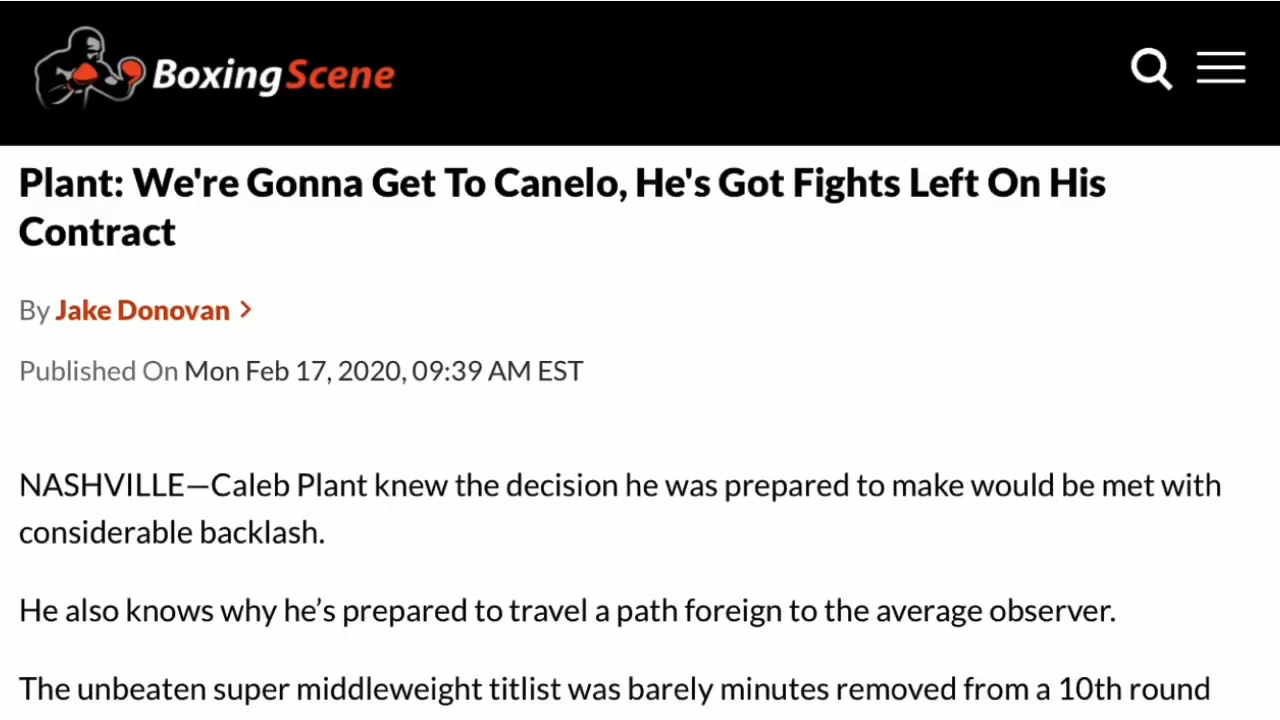 BoxingScene
Plant: We're Gonna Get To Canelo, He's Got Fights Left On His
Contract
By Jake Donovan >
Published On Mon Feb 17, 2020, 09:39 AM EST
NASHVILLE—Caleb Plant knew the decision he was prepared to make would be met with
considerable backlash.
He also knows why he’s prepared to travel a path foreign to the average observer.
The unbeaten super middleweight titlist was barely minutes removed from a 10th round